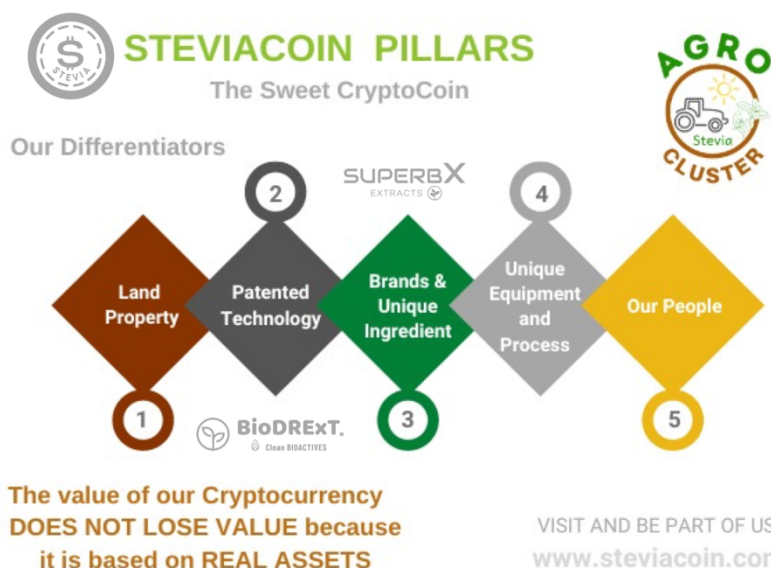 STEVIACOIN PILLARS
The Sweet CryptoCoin
S
STEVIA
AGRO
Stevia
CLUSTER
Our Differentiators
2
SUPERBX
EXTRACTS
4
Land
Property
Patented
Technology
Brands &
Unique
Ingredient
Unique
Equipment
and
Process
Our People
1
BioDRExT.
Clean BIOACTIVES
3
5
The value of our Cryptocurrency
DOES NOT LOSE VALUE because
it is based on REAL ASSETS
VISIT AND BE PART OF US
www.steviacoin.com